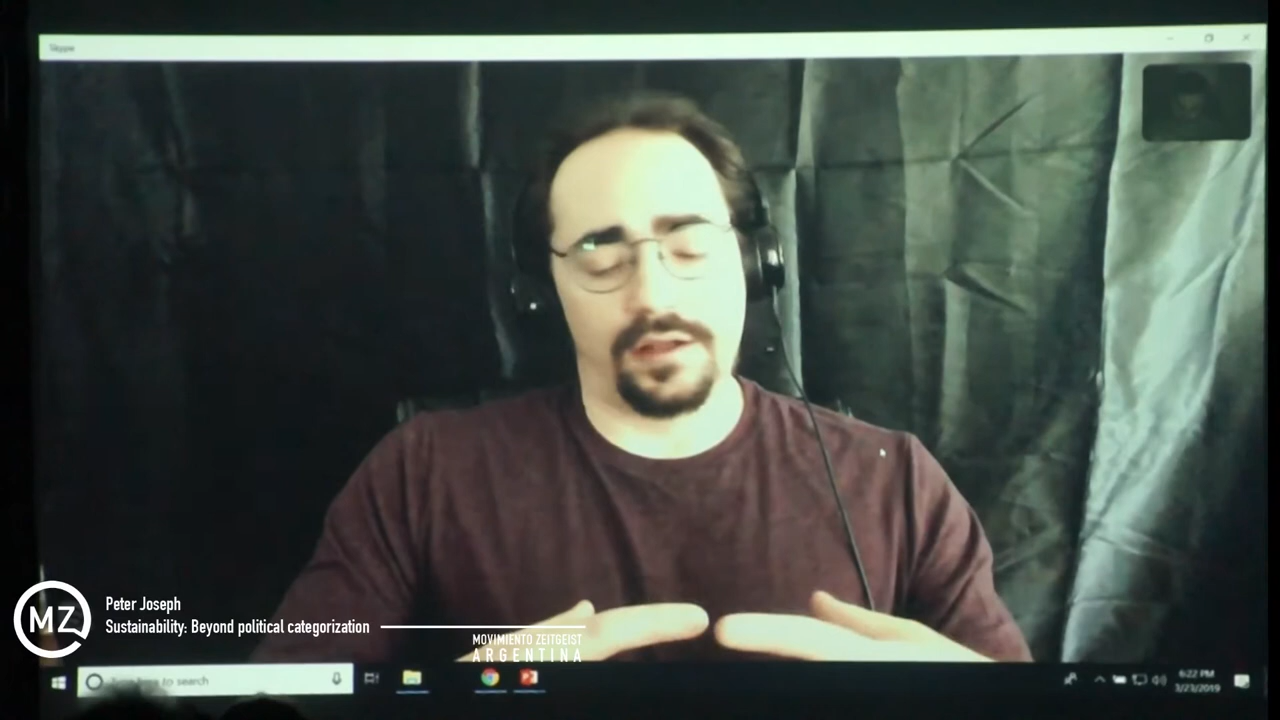 Skype
MZ
Peter Joseph
Sustainability: Beyond political categorization
MOVIMIENTO ZEITGEIST
ARGENTINA
to search
6:22 PM
3/23/2019